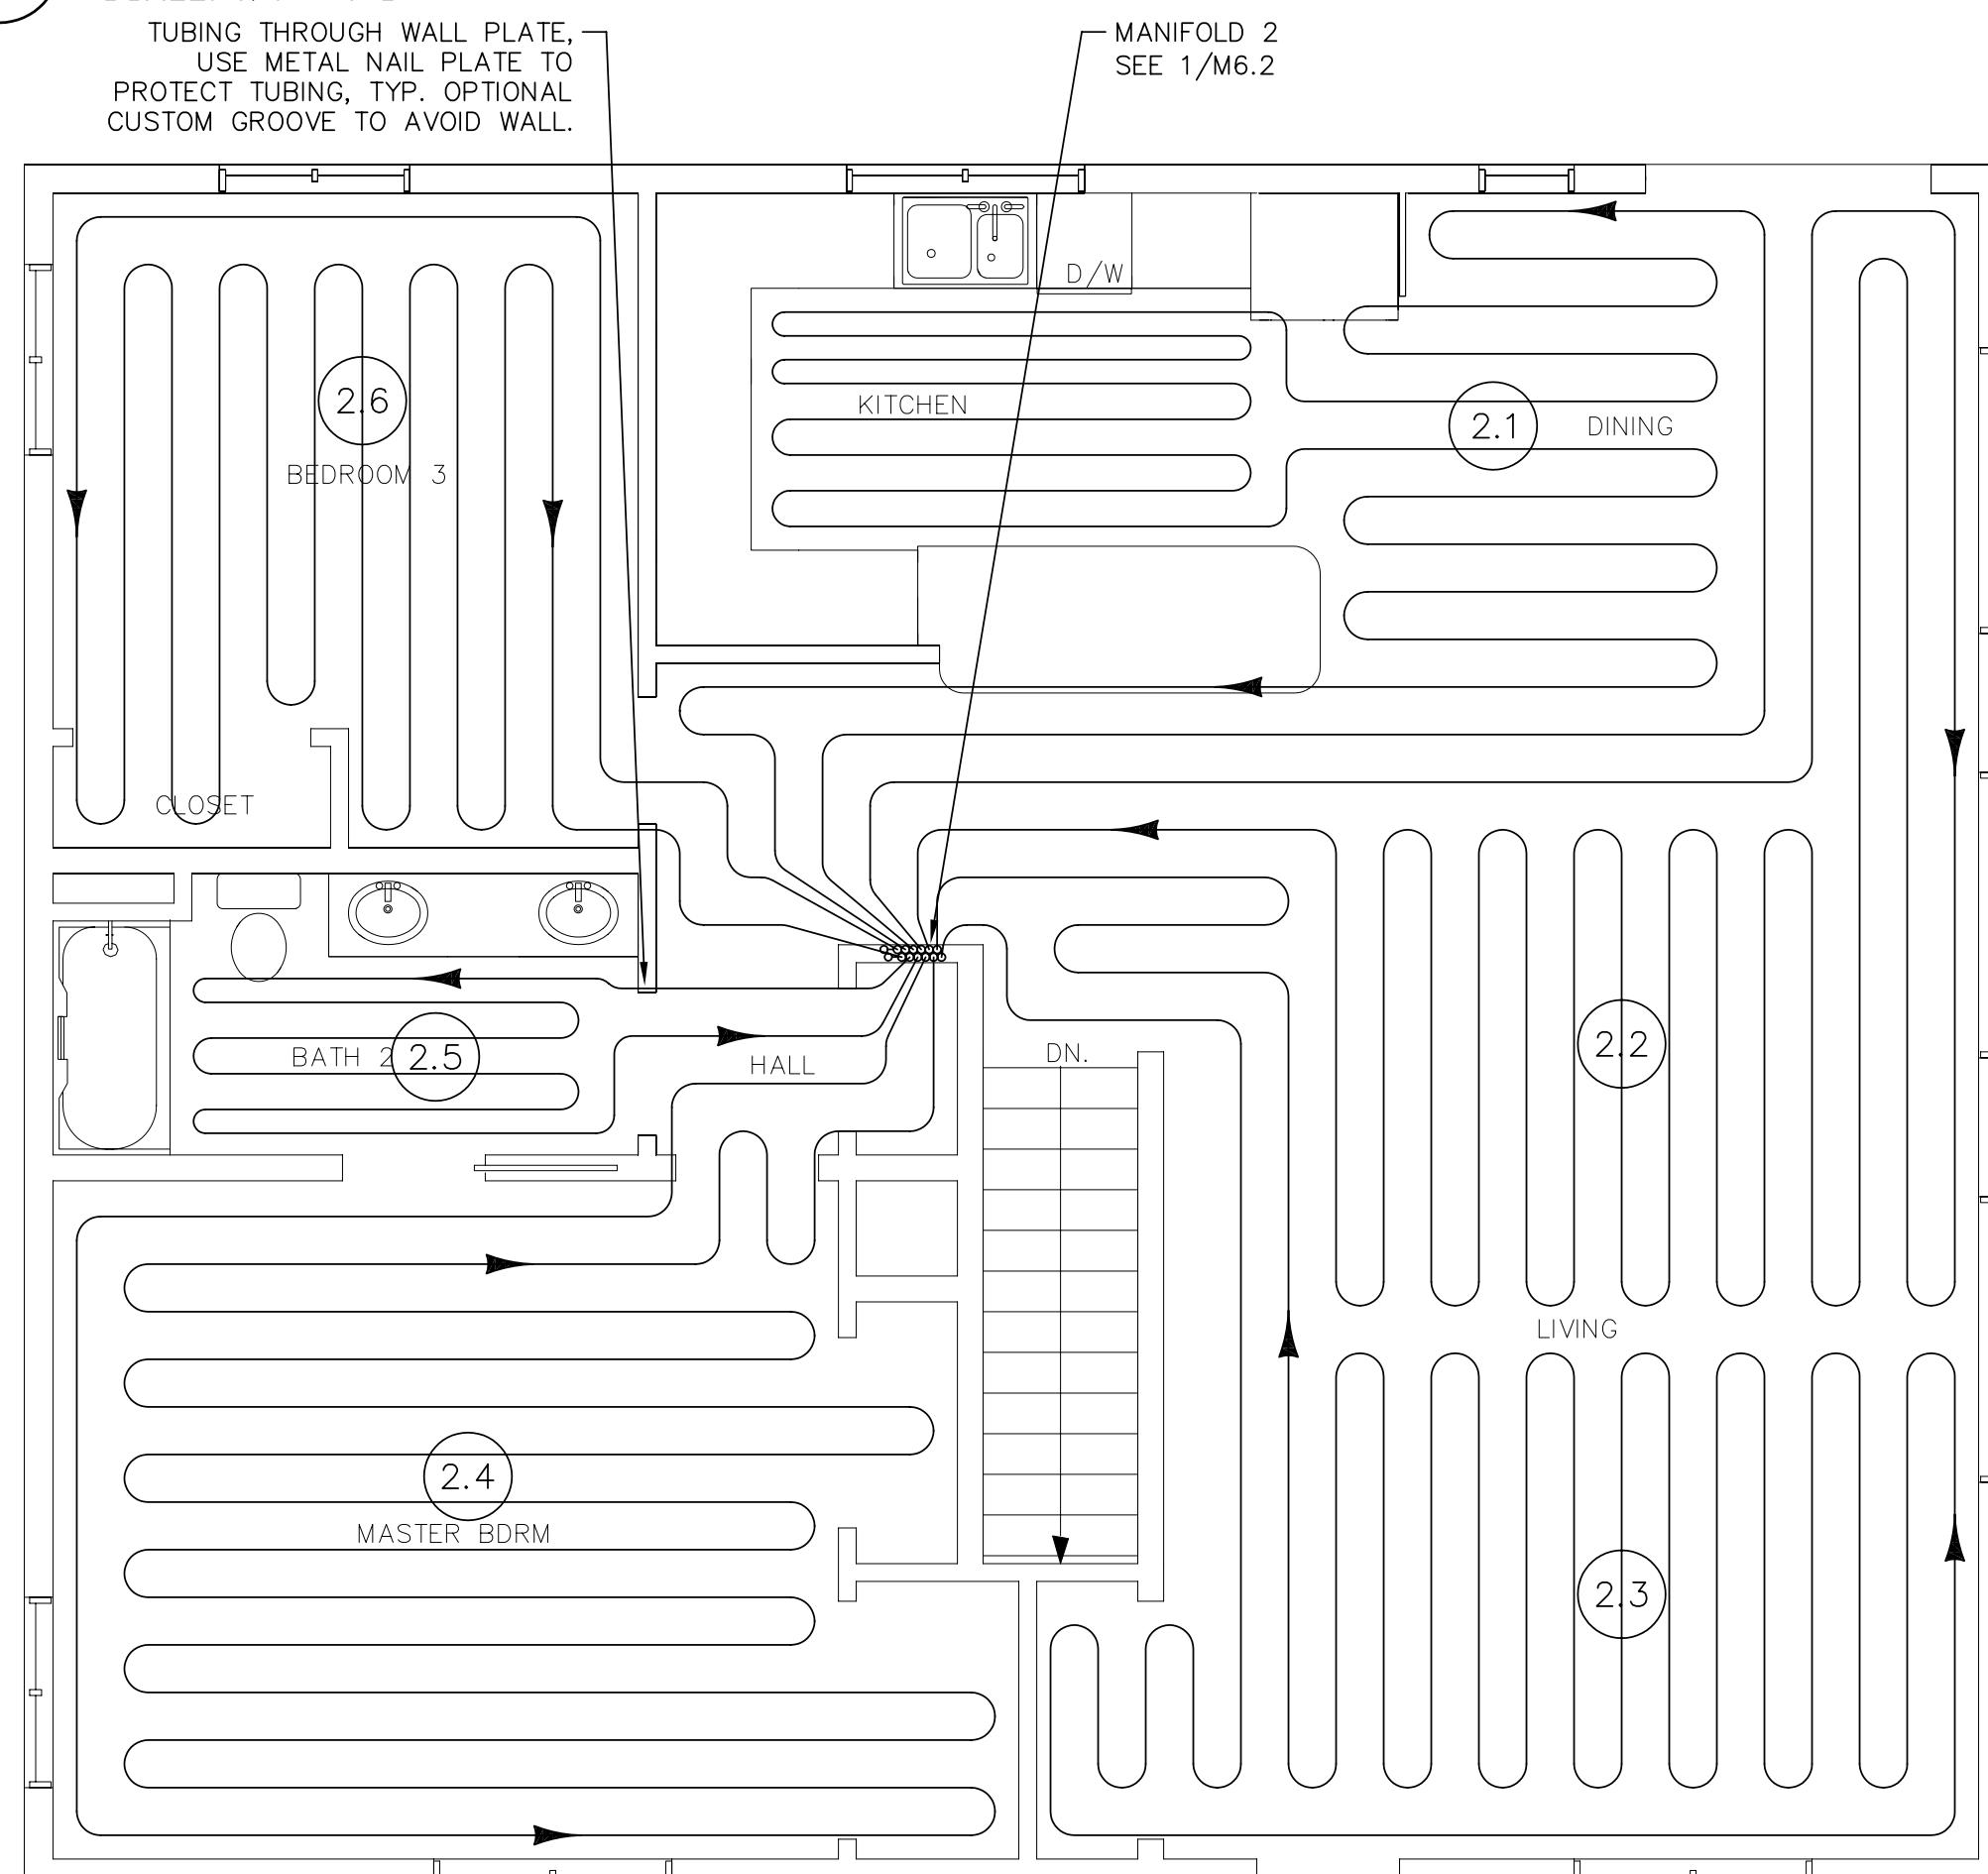 TUBING THROUGH WALL PLATE,
USE METAL NAIL PLATE TO
PROTECT TUBING, TYP. OPTIONAL
CUSTOM GROOVE TO AVOID WALL.
MANIFOLD 2
SEE 1/M6.2
D/W
2.6
KITCHEN
2.1
DINING
BEDROOM 3
CLOSET
BATH 2
2.5
HALL
DN.
2.2
LIVING
2.4
MASTER BDRM
2.3